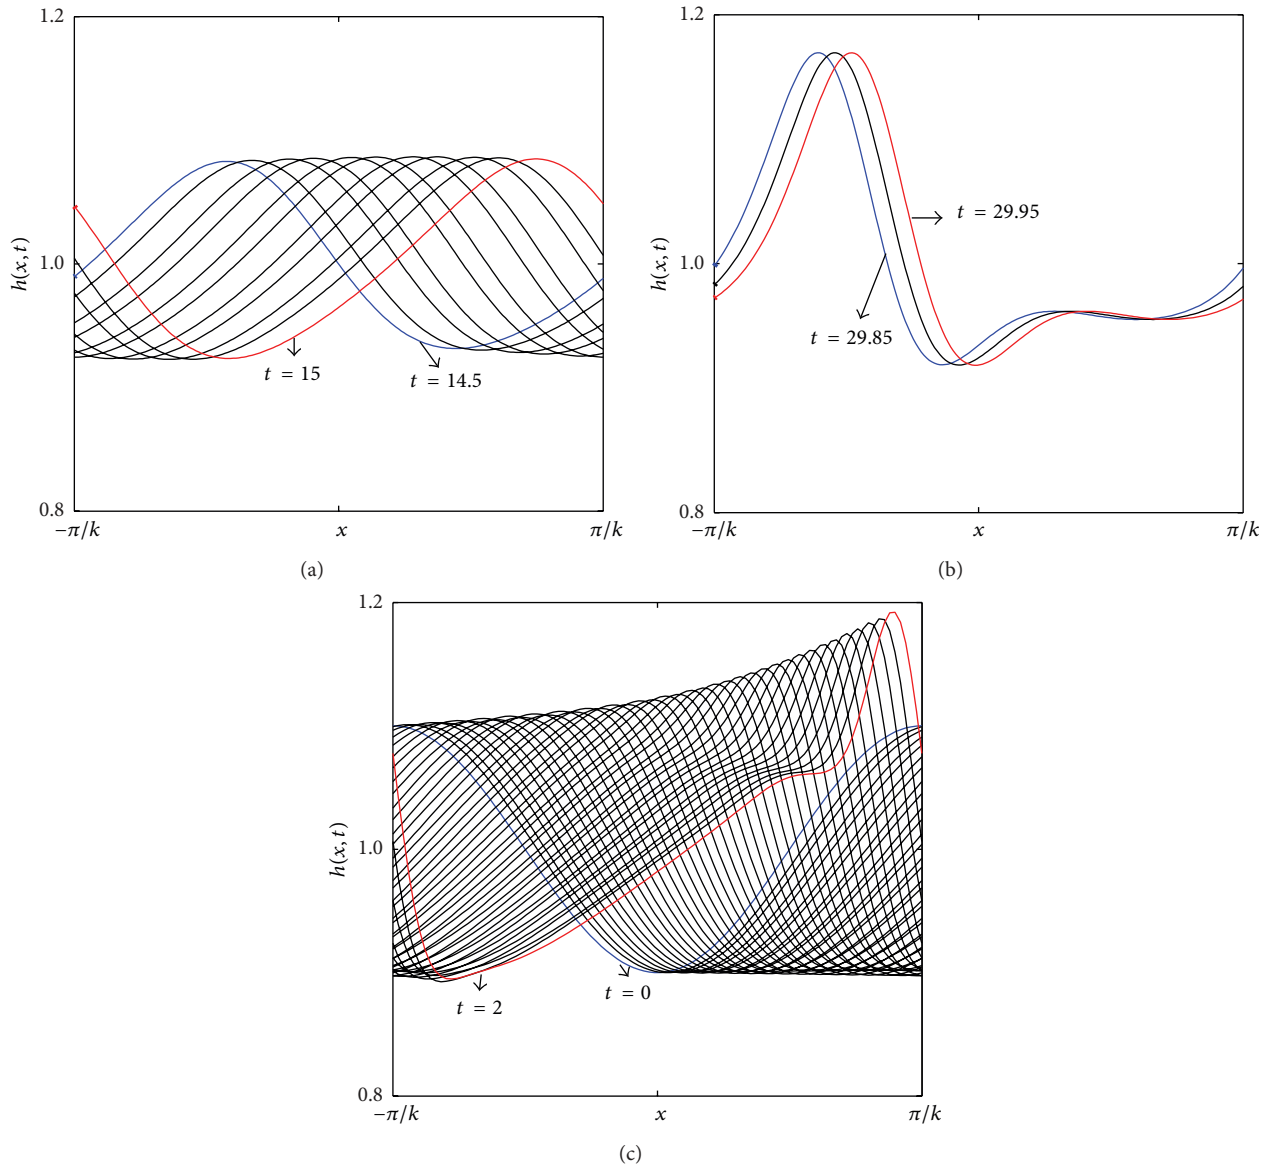 1.2
1.0
0.8
h(x, t)
t = 15
t = 14.5
−π/k
x
π/k
(a)
1.2
1.0
0.8
h(x, t)
t = 29.95
t = 29.85
−π/k
x
π/k
(b)
1.2
1.0
0.8
h(x, t)
t = 2
t = 0
−π/k
x
π/k
(c)